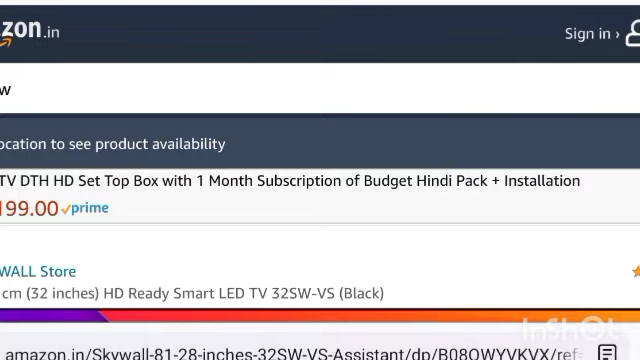 zon.in
Sign in ›
w
ocation to see product availability
TV DTH HD Set Top Box with 1 Month Subscription of Budget Hindi Pack + Installation
199.00 prime
WALL Store
cm (32 inches) HD Ready Smart LED TV 32SW-VS (Black)
InShOt
amazon.in/Skywall-81-28-inches-32SW-VS-Assistant/dp/B08QWYVKVX/ref=